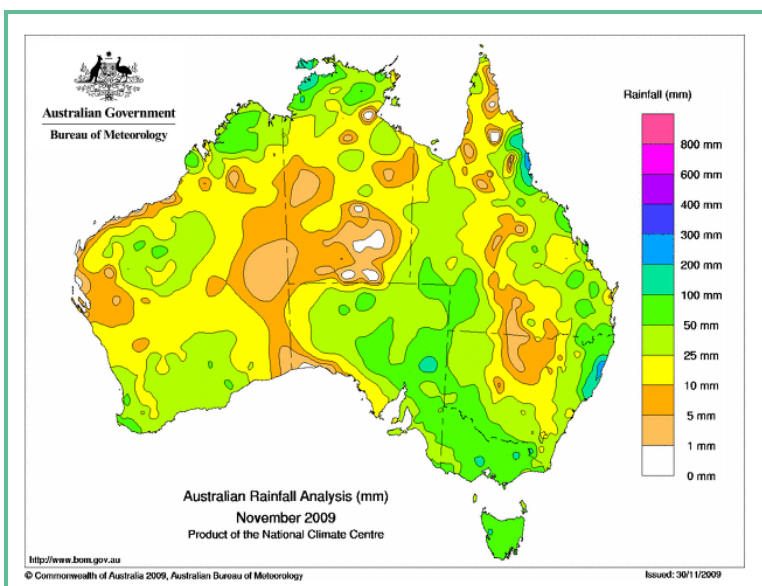 Australian Government
Bureau of Meteorology
Rainfall (mm)
800 mm
600 mm
400 mm
300 mm
200 mm
100 mm
50 mm
25 mm
10 mm
5 mm
1 mm
0 mm
Australian Rainfall Analysis (mm)
November 2009
Product of the National Climate Centre
http://www.bom.gov.au
© Commonwealth of Australia 2009, Australian Bureau of Meteorology
Issued: 30/11/2009